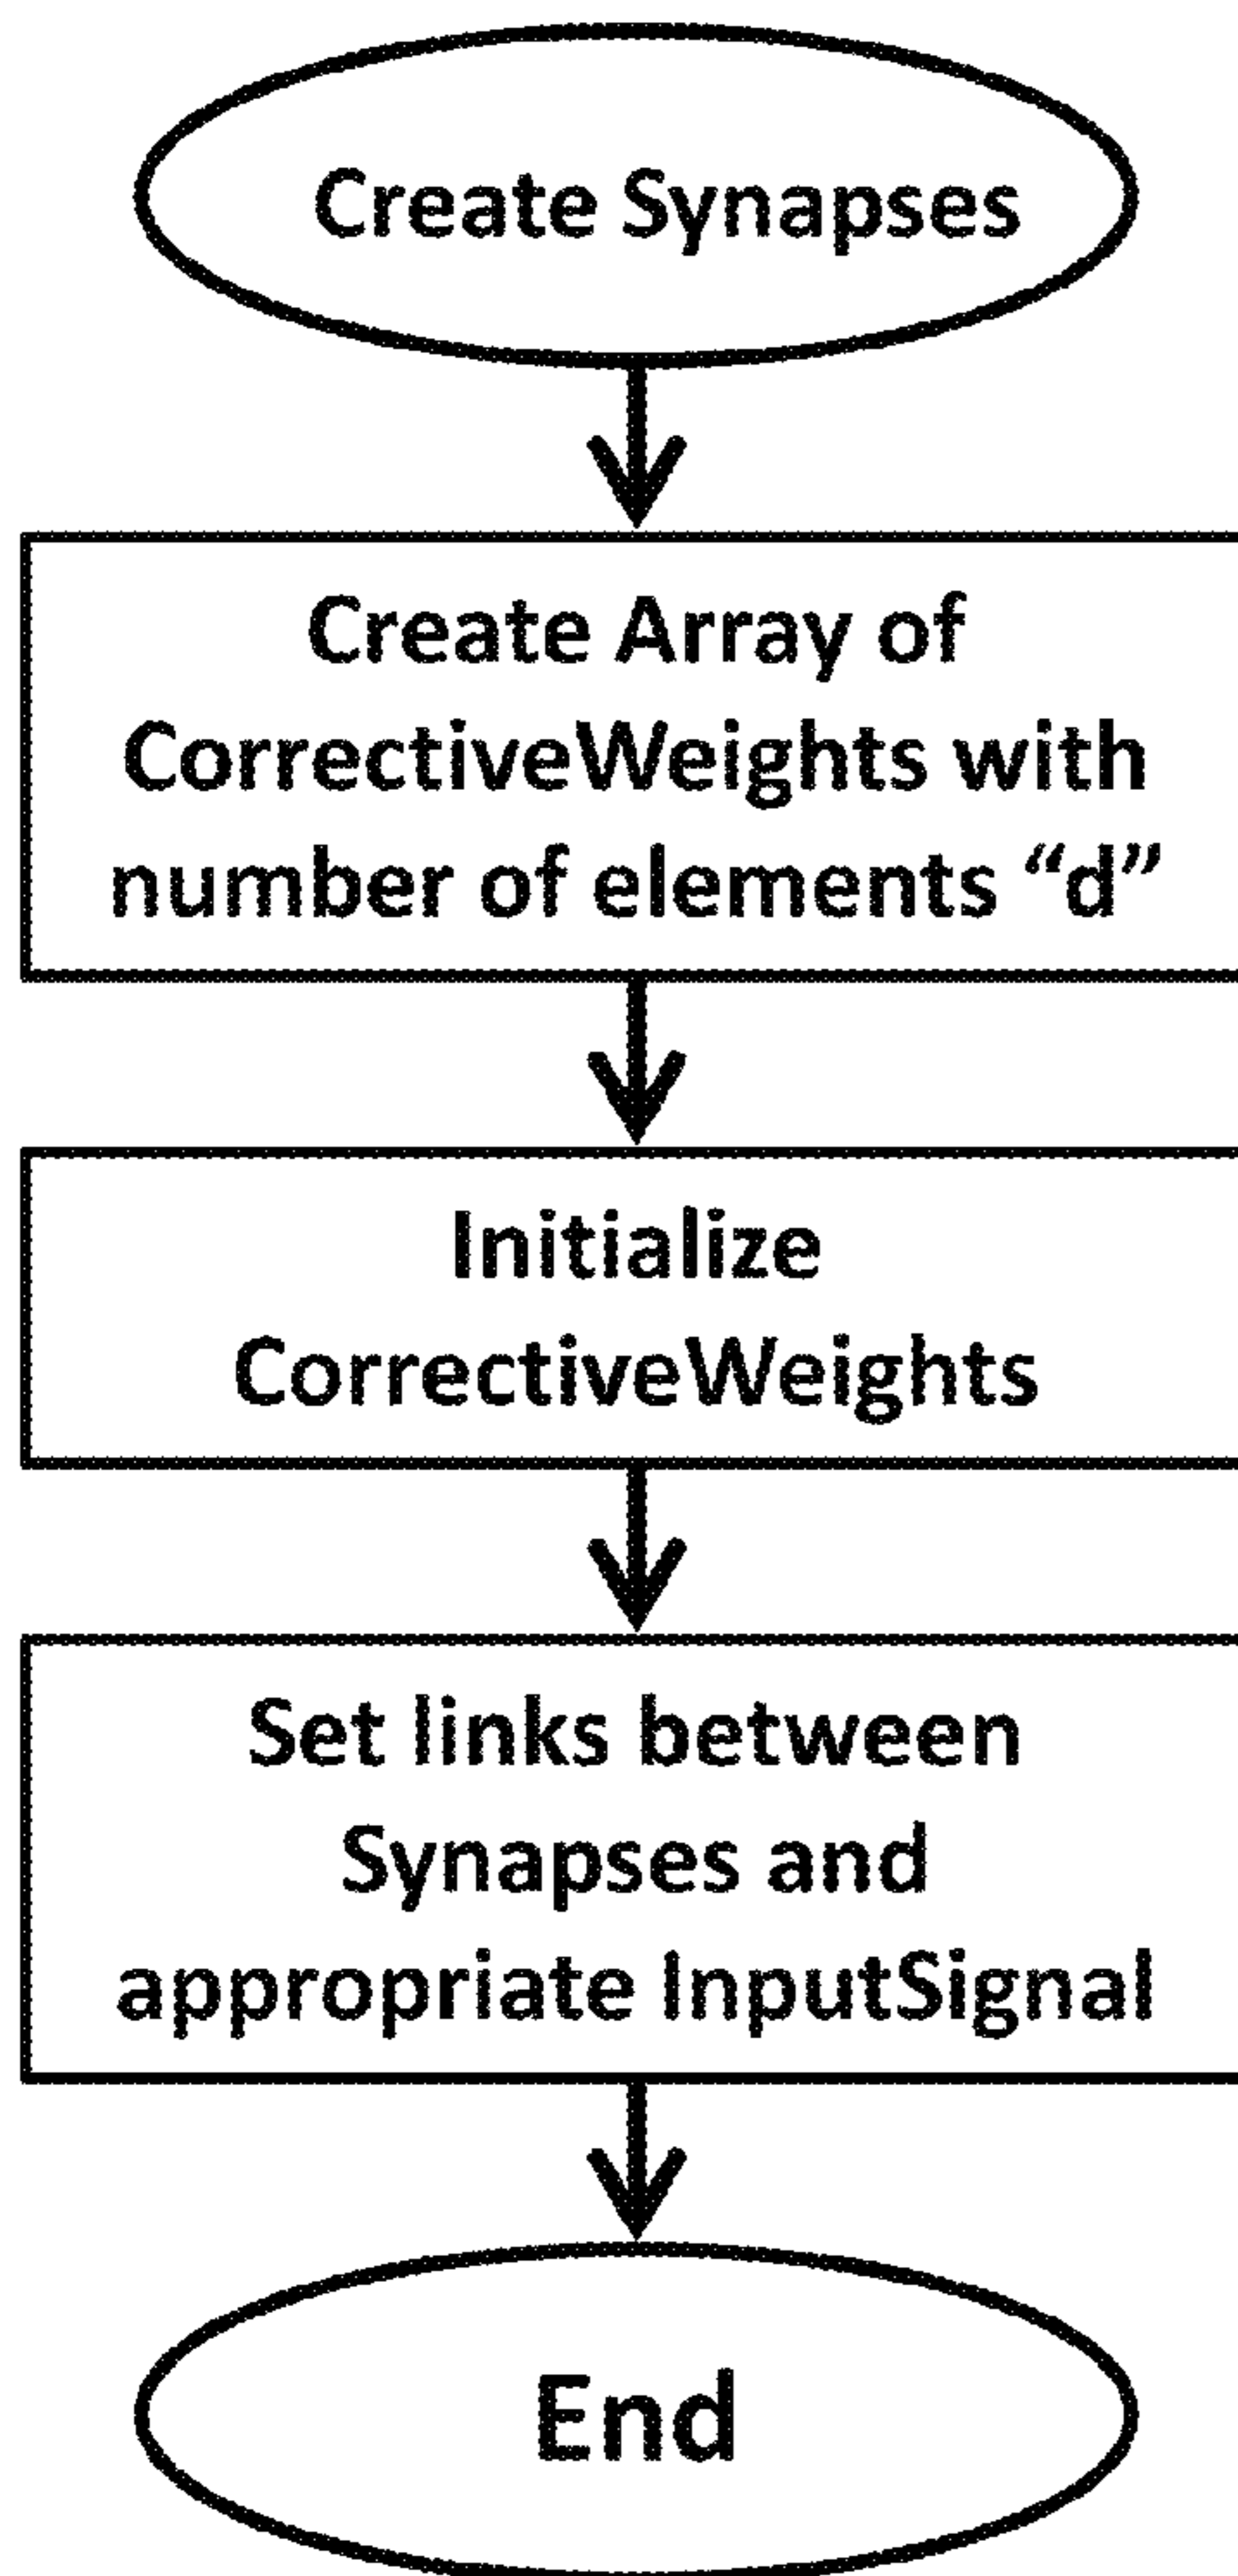 Create Synapses
Create Array of
CorrectiveWeights with
number of elements “d”
Initialize
CorrectiveWeights
Set links between
Synapses and
appropriate InputSignal
End